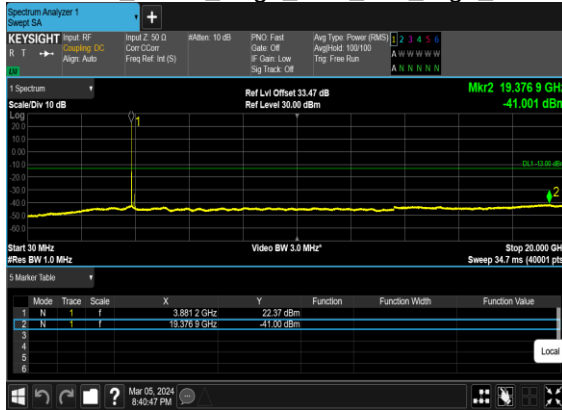 Spectrum Analyzer 1
Swept SA
+
KEYSIGHT Input: RF Input Z: 50 Ω #Atten: 10 dB PNO: Fast Avg Type: Power (RMS) 1 2 3 4 5 6
R T Coupling: DC Corr CCorr Gate: Off Avg|Hold: 100/100 A W W W W W
Align: Auto Freq Ref: Int (S) IF Gain: Low Trig: Free Run
LU Sig Track: Off A N N N N N
1 Spectrum Ref Lvl Offset 33.47 dB Mkr2 19.376 9 GHz
Scale/Div 10 dB Ref Level 30.00 dBm -41.001 dBm
Log
20.0
10.0
0.00
-10.0 DL1 -13.00 dBm
-20.0
-30.0
-40.0
-50.0
-60.0
1
2
Start 30 MHz Video BW 3.0 MHz* Stop 20.000 GHz
#Res BW 1.0 MHz Sweep 34.7 ms (40001 pts)
5 Marker Table
Mode Trace Scale X Y Function Function Width Function Value
1 N 1 f 3.881 2 GHz 22.37 dBm
2 N 1 f 19.376 9 GHz -41.00 dBm
3
4
5
6
Local
? Mar 05, 2024
8:40:47 PM